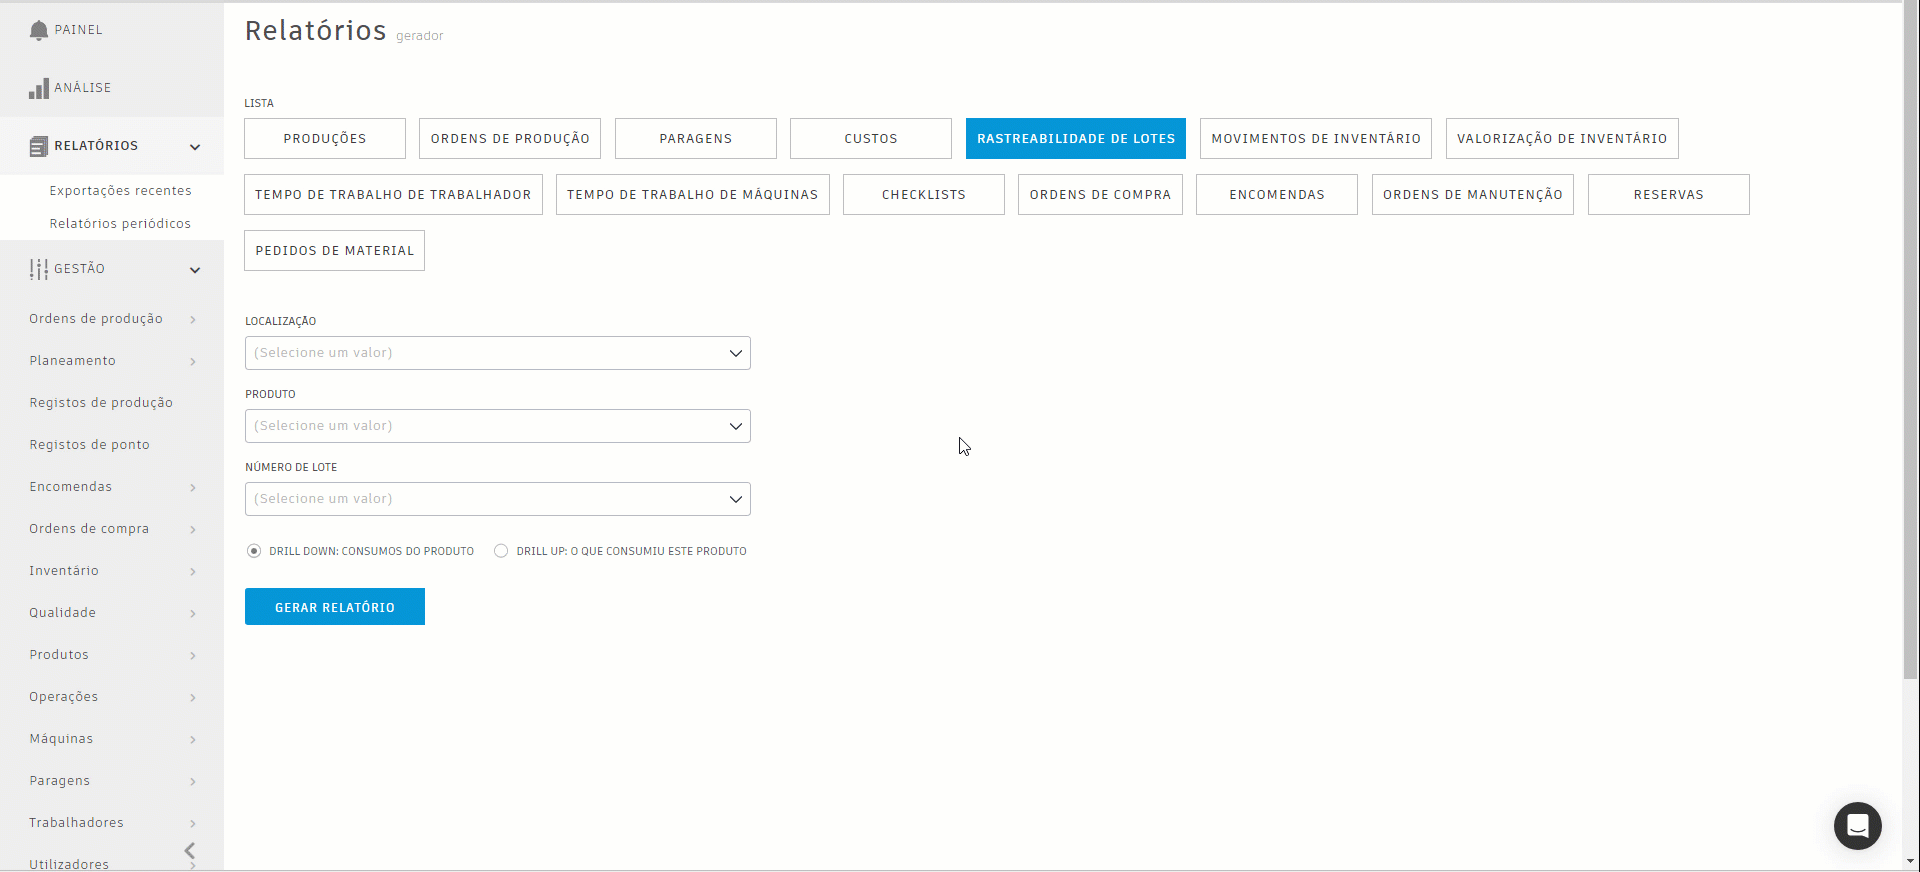 PAINEL
ANÁLISE
RELATÓRIOS
Exportações recentes
Relatórios periódicos
GESTÃO
Ordens de produção
Planeamento
Registos de produção
Registos de ponto
Encomendas
Ordens de compra
Inventário
Qualidade
Produtos
Operações
Máquinas
Paragens
Trabalhadores
Utilizadores
Relatórios gerador
LISTA
PRODUÇÕES ORDENS DE PRODUÇÃO PARAGENS CUSTOS RASTREABILIDADE DE LOTES MOVIMENTOS DE INVENTÁRIO VALORIZAÇÃO DE INVENTÁRIO
TEMPO DE TRABALHO DE TRABALHADOR TEMPO DE TRABALHO DE MÁQUINAS CHECKLISTS ORDENS DE COMPRA ENCOMENDAS ORDENS DE MANUTENÇÃO RESERVAS
PEDIDOS DE MATERIAL
LOCALIZAÇÃO
(Selecione um valor)
PRODUTO
(Selecione um valor)
NÚMERO DE LOTE
(Selecione um valor)
DRILL DOWN: CONSUMOS DO PRODUTO DRILL UP: O QUE CONSUMIU ESTE PRODUTO
GERAR RELATÓRIO